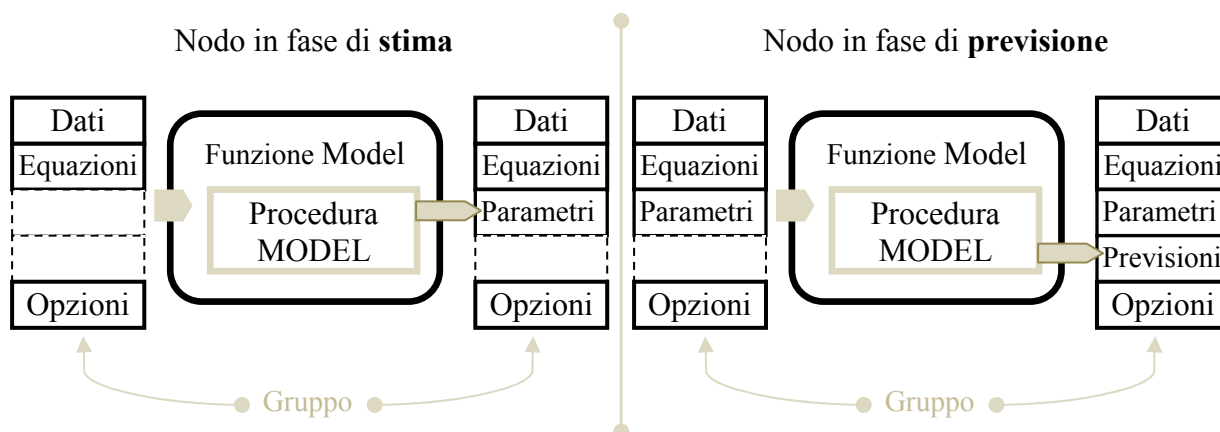 Nodo in fase di stima
Dati
Equazioni
Opzioni
Funzione Model
Procedura
MODEL
Dati
Equazioni
Parametri
Opzioni
Gruppo
Nodo in fase di previsione
Dati
Equazioni
Parametri
Opzioni
Funzione Model
Procedura
MODEL
Dati
Equazioni
Parametri
Previsioni
Opzioni
Gruppo